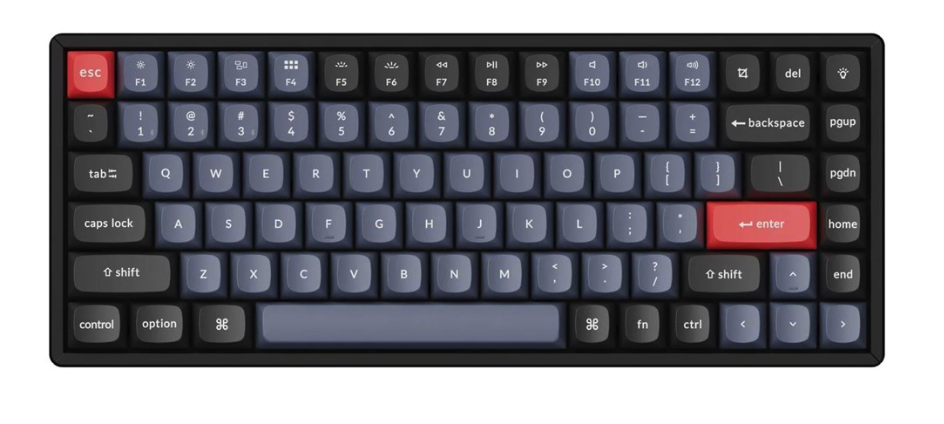 esc F1 F2 F3 F4 F5 F6 F7 F8 F9 F10 F11 F12 del
~ ! @ # $ % ^ & * ( ) — +
` 1 2 3 4 5 6 7 8 9 0 - = backspace pgup
tab Q W E R T Y U I O P { [ } ] | \ pgdn
caps lock A S D F G H J K L : ; " ' enter home
shift Z X C V B N M < , > . ? / shift ^ end
control option ⌘ ⌘ fn ctrl < >